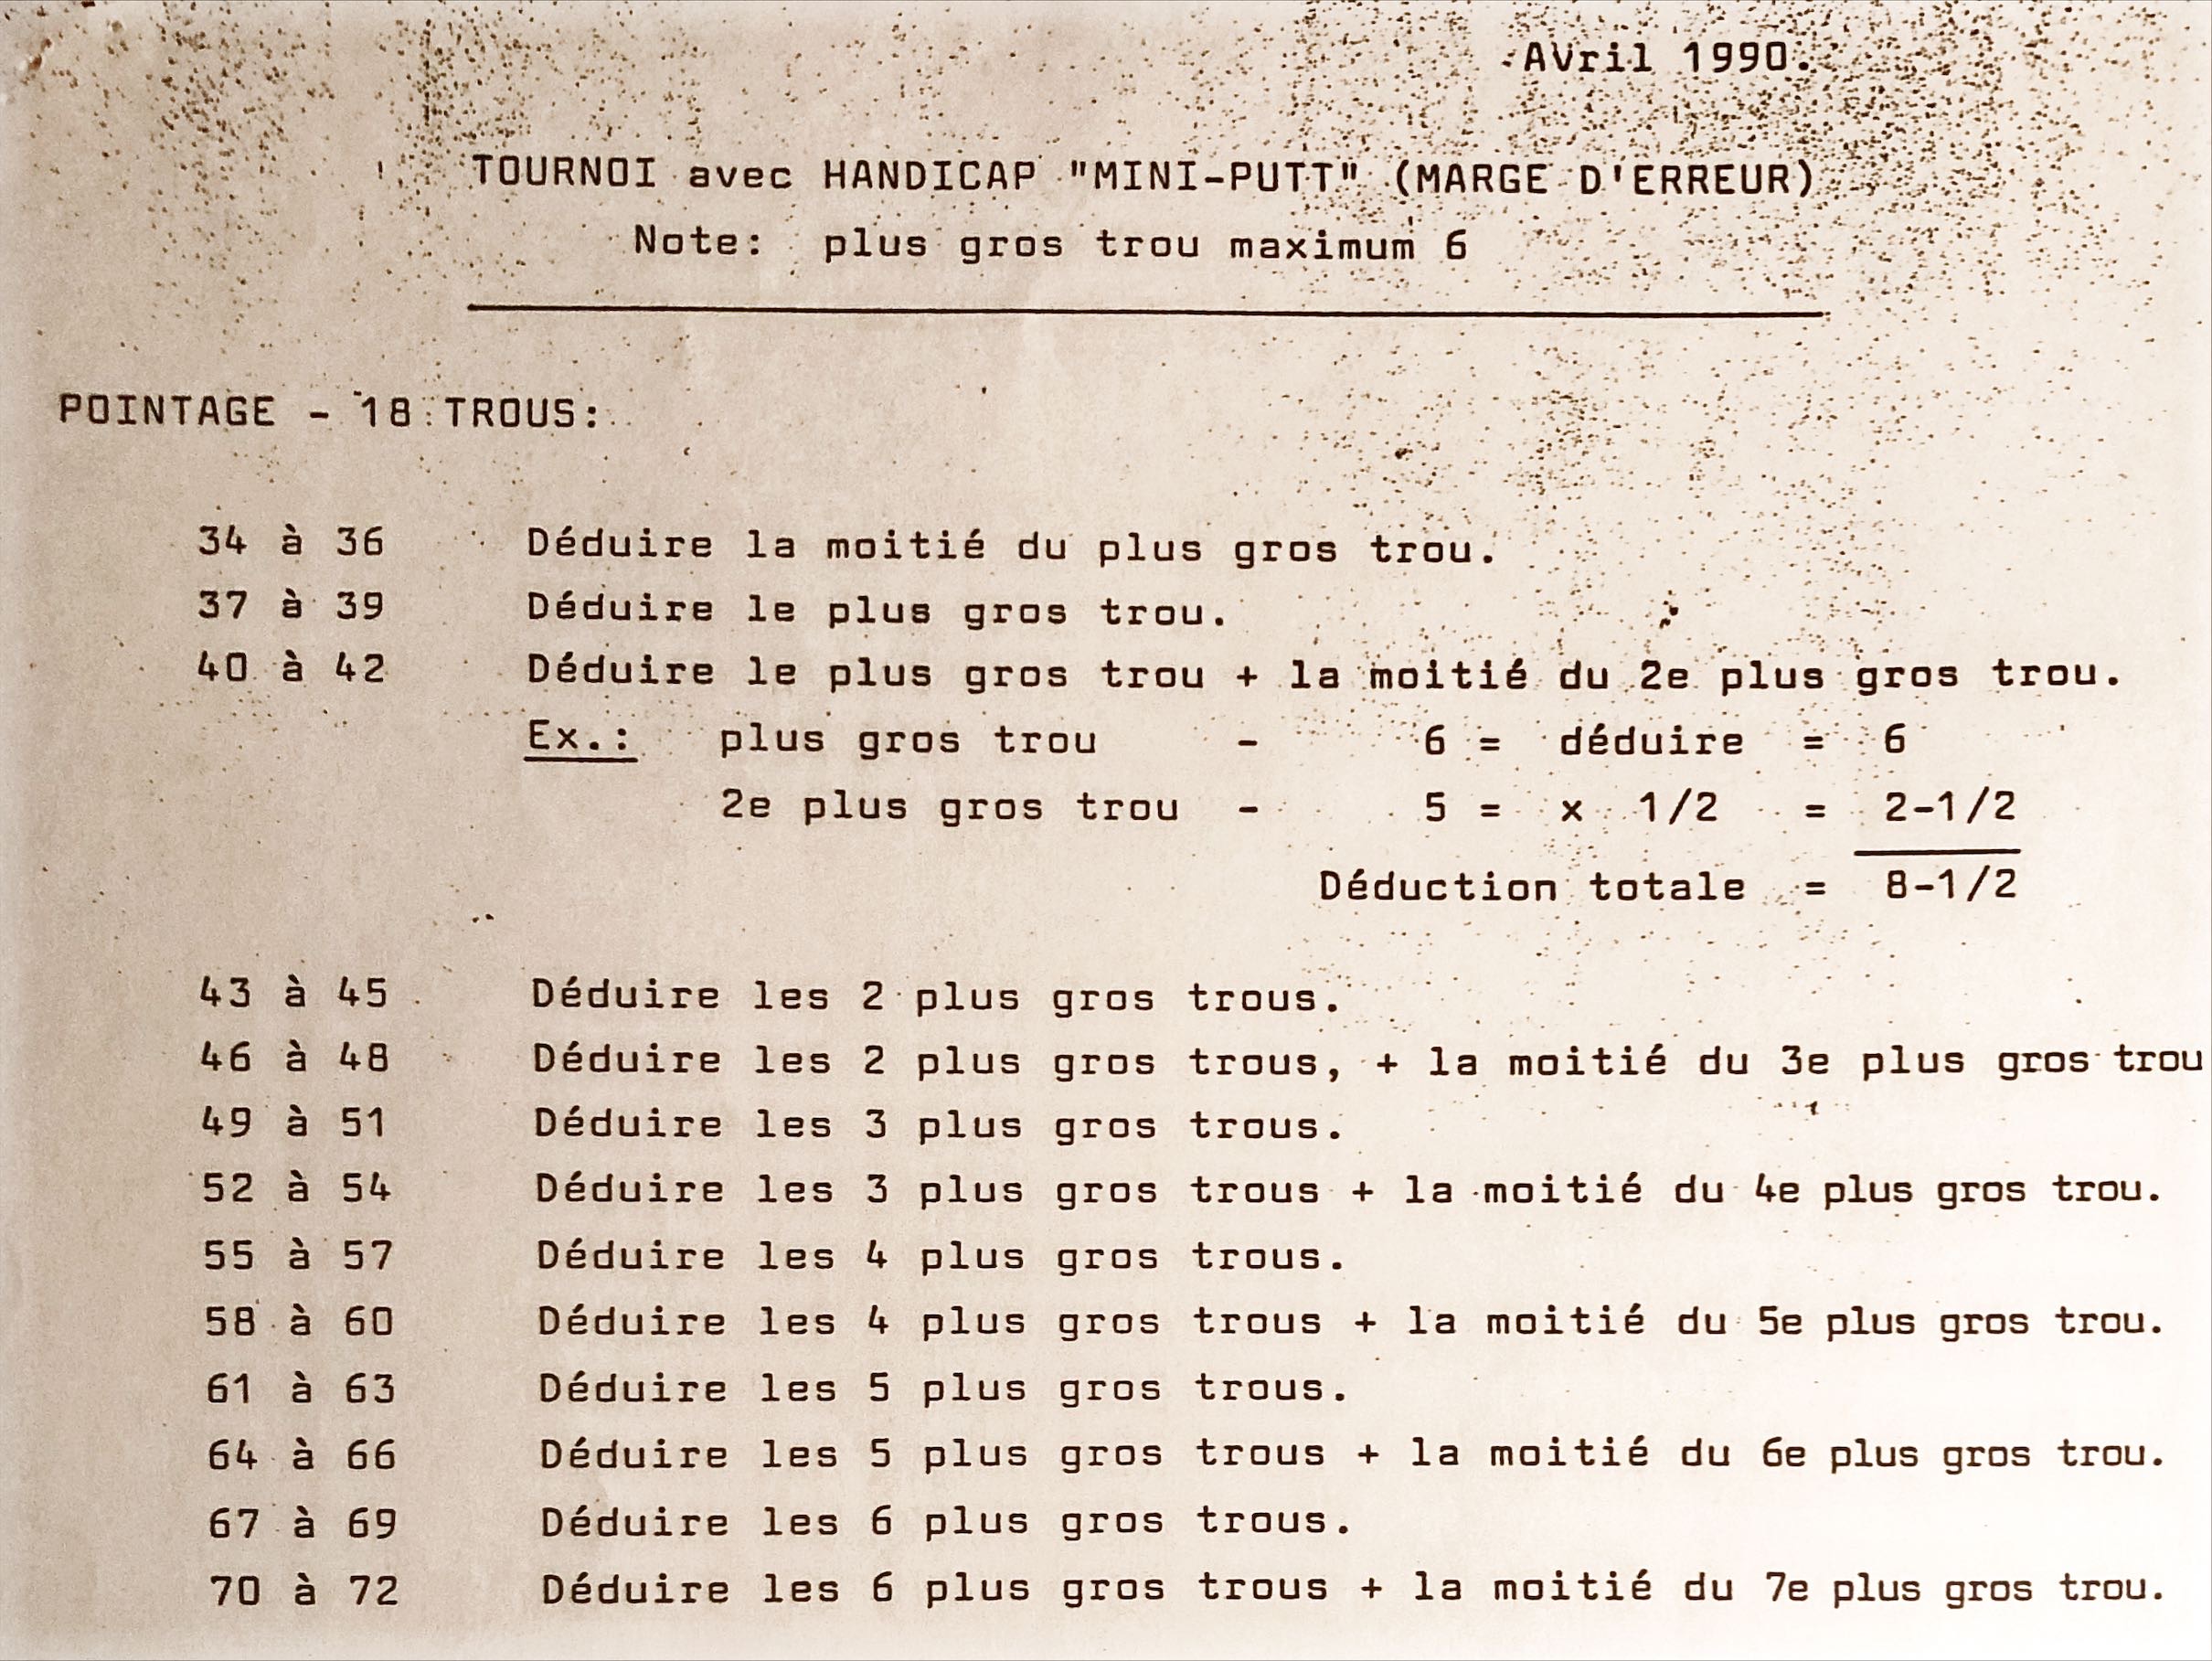 Avril 1990.
TOURNOI avec HANDICAP "MINI-PUTT" (MARGE D'ERREUR)
Note: plus gros trou maximum 6
POINTAGE - 18 TROUS:
34 à 36 Déduire la moitié du plus gros trou.
37 à 39 Déduire le plus gros trou.
40 à 42 Déduire le plus gros trou + la moitié du 2e plus gros trou.
Ex.: plus gros trou - 6 = déduire = 6
2e plus gros trou - 5 = x 1/2 = 2-1/2
Déduction totale = 8-1/2
43 à 45 Déduire les 2 plus gros trous.
46 à 48 Déduire les 2 plus gros trous, + la moitié du 3e plus gros trou
49 à 51 Déduire les 3 plus gros trous.
52 à 54 Déduire les 3 plus gros trous + la moitié du 4e plus gros trou.
55 à 57 Déduire les 4 plus gros trous.
58 à 60 Déduire les 4 plus gros trous + la moitié du 5e plus gros trou.
61 à 63 Déduire les 5 plus gros trous.
64 à 66 Déduire les 5 plus gros trous + la moitié du 6e plus gros trou.
67 à 69 Déduire les 6 plus gros trous.
70 à 72 Déduire les 6 plus gros trous + la moitié du 7e plus gros trou.